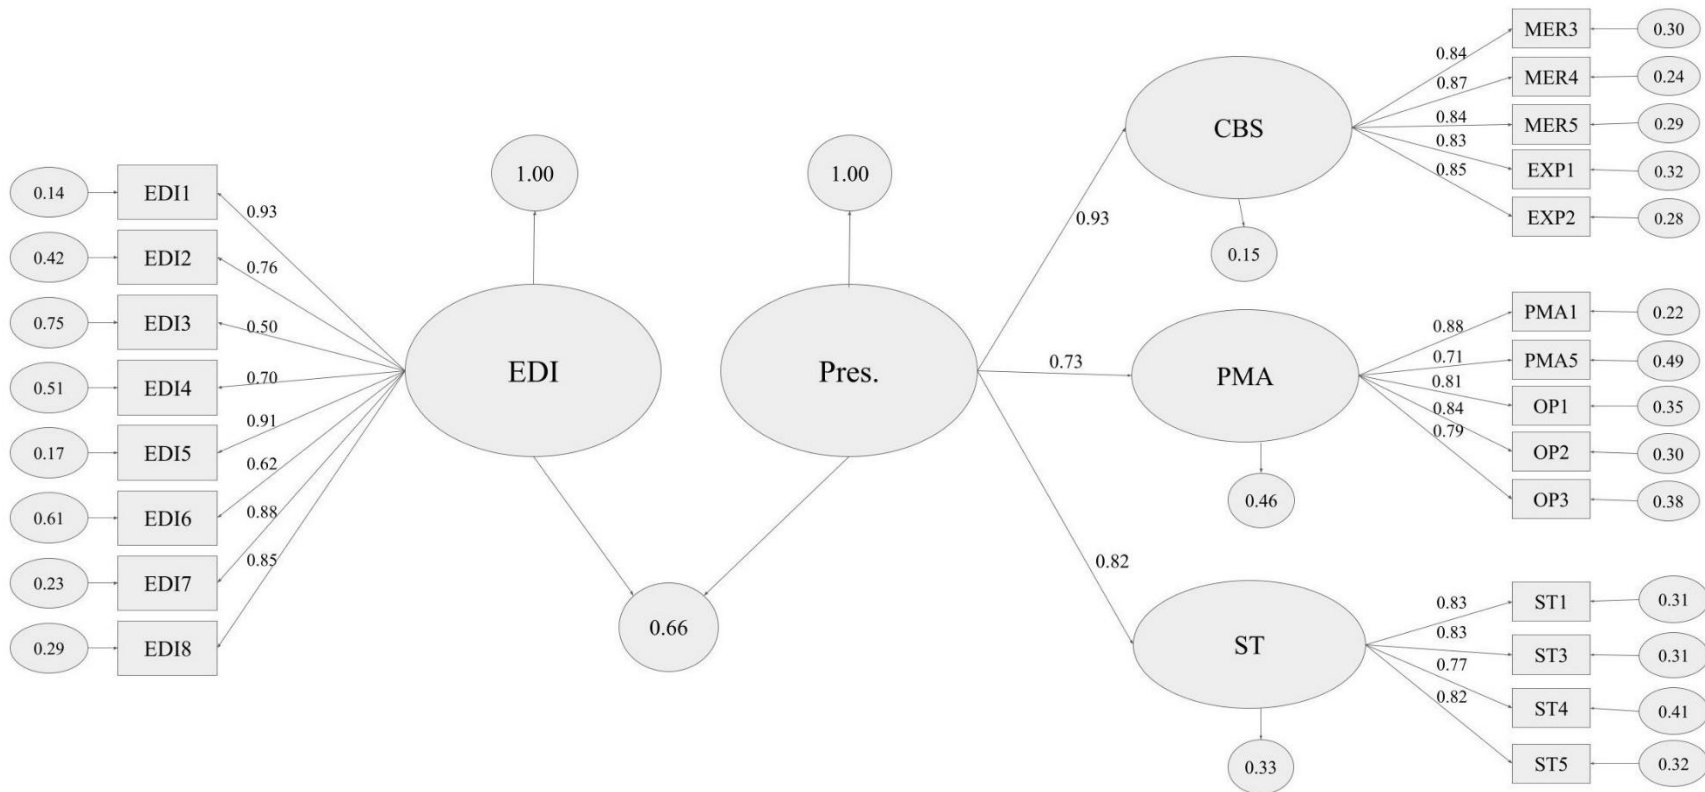 0.14 EDI1 0.93
0.42 EDI2 0.76
0.75 EDI3 0.50
0.51 EDI4 0.70
0.17 EDI5 0.91
0.61 EDI6 0.62
0.23 EDI7 0.88
0.29 EDI8 0.85
1.00
EDI
1.00
Pres.
0.66
0.93
0.73
0.82
CBS
0.15
0.84 MER3 0.30
0.87 MER4 0.24
0.84 MER5 0.29
0.83 EXP1 0.32
0.85 EXP2 0.28
PMA
0.46
0.88 PMA1 0.22
0.71 PMA5 0.49
0.81 OP1 0.35
0.84 OP2 0.30
0.79 OP3 0.38
ST
0.33
0.83 ST1 0.31
0.83 ST3 0.31
0.77 ST4 0.41
0.82 ST5 0.32